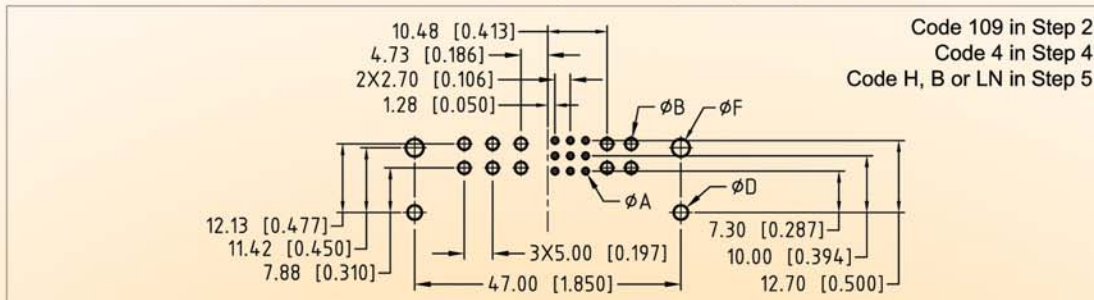 10.48 [0.413]
4.73 [0.186]
2X2.70 [0.106]
1.28 [0.050]
Code 109 in Step 2
Code 4 in Step 4
Code H, B or LN in Step 5
ØB
ØF
ØA
ØD
12.13 [0.477]
11.42 [0.450]
7.88 [0.310]
3X5.00 [0.197]
47.00 [1.850]
7.30 [0.287]
10.00 [0.394]
12.70 [0.500]